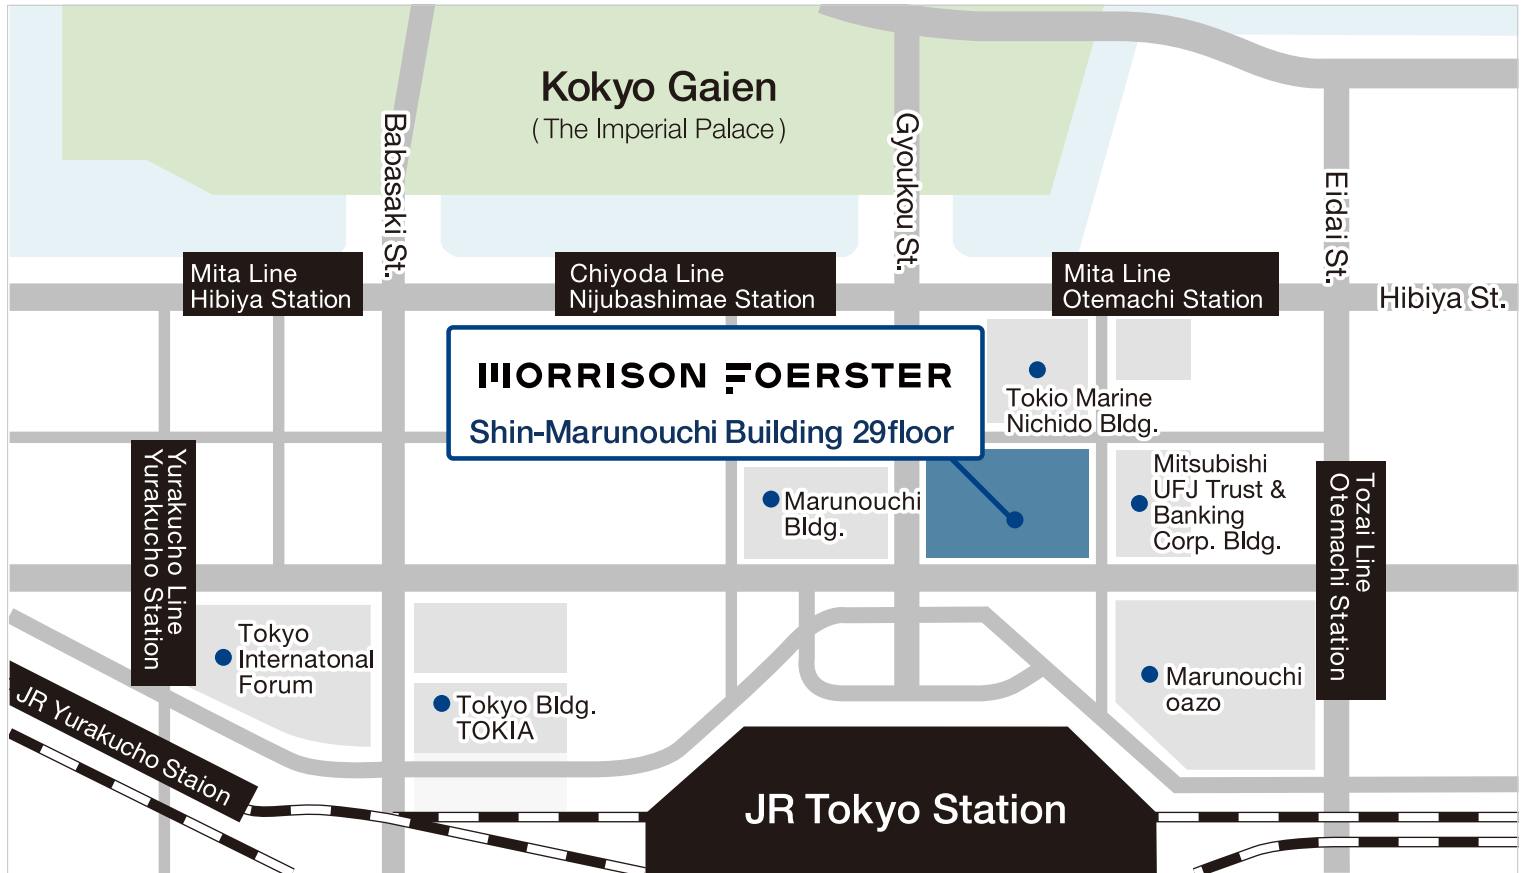 Kokyo Gaien
(The Imperial Palace)
Babasaki St.
Gyoukou St.
Eidai St.
Mita Line
Hibiya Station
Chiyoda Line
Nijubashimae Station
Mita Line
Otemachi Station
Hibiya St.
MORRISON FOERSTER
Shin-Marunouchi Building 29floor
Tokio Marine
Nichido Bldg.
Yurakucho Line
Yurakucho Station
Marunouchi
Bldg.
Mitsubishi
UFJ Trust &
Banking
Corp. Bldg.
Tozai Line
Otemachi Station
Tokyo
Internatonal
Forum
Tokyo Bldg.
TOKIA
Marunouchi
oazo
JR Yurakucho Staion
JR Tokyo Station